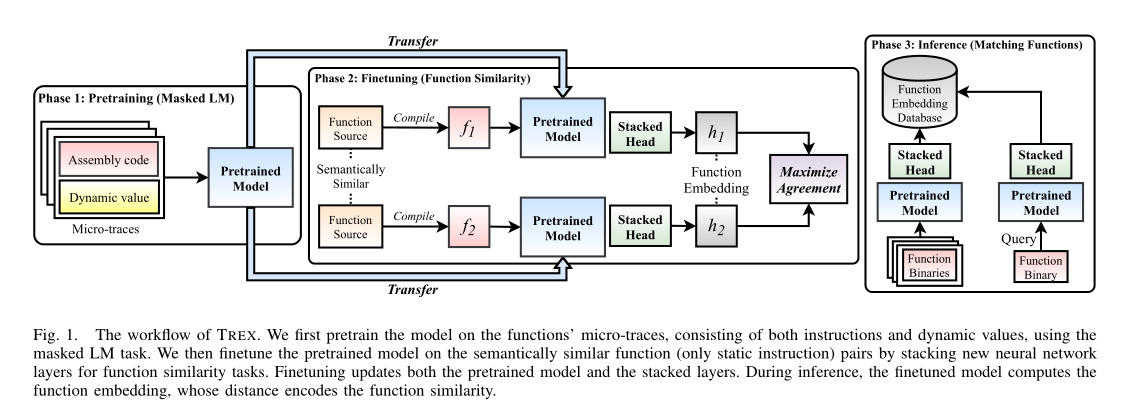 Transfer
Phase 1: Pretraining (Masked LM)
Assembly code
Dynamic value
Micro-traces
Pretrained
Model
Phase 2: Finetuning (Function Similarity)
Function
Source
Compile
f1
Pretrained
Model
Stacked
Head
h1
Semantically
Similar
Function
Embedding
Maximize
Agreement
Function
Source
Compile
f2
Pretrained
Model
Stacked
Head
h2
Transfer
Phase 3: Inference (Matching Functions)
Function
Embedding
Database
Stacked
Head
Pretrained
Model
Function
Binaries
Stacked
Head
Pretrained
Model
Query
Function
Binary
Fig. 1. The workflow of TREX. We first pretrain the model on the functions' micro-traces, consisting of both instructions and dynamic values, using the
masked LM task. We then finetune the pretrained model on the semantically similar function (only static instruction) pairs by stacking new neural network
layers for function similarity tasks. Finetuning updates both the pretrained model and the stacked layers. During inference, the finetuned model computes the
function embedding, whose distance encodes the function similarity.